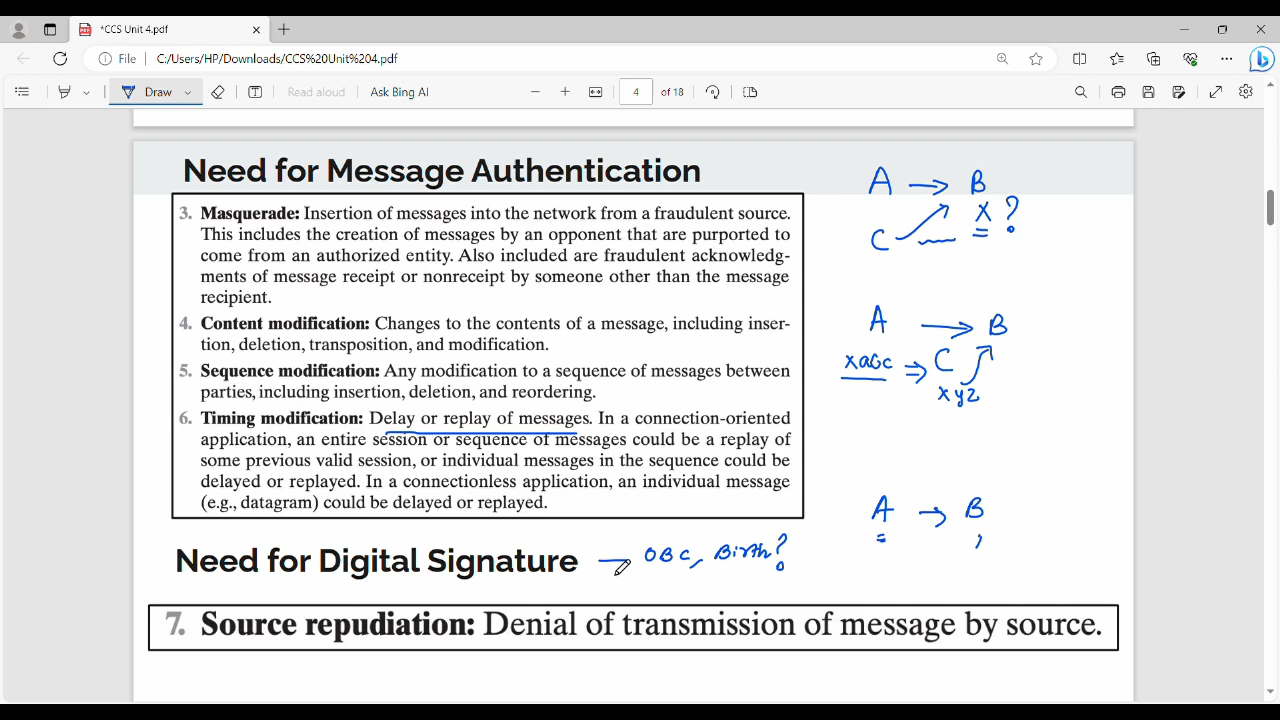 *CCS Unit 4.pdf
File
C:/Users/HP/Downloads/CCS%20Unit%204.pdf
Draw
Read aloud
Ask Bing AI
4 of 18
Need for Message Authentication
3. Masquerade: Insertion of messages into the network from a fraudulent source.
This includes the creation of messages by an opponent that are purported to
come from an authorized entity. Also included are fraudulent acknowledg-
ments of message receipt or nonreceipt by someone other than the message
recipient.
4. Content modification: Changes to the contents of a message, including inser-
tion, deletion, transposition, and modification.
5. Sequence modification: Any modification to a sequence of messages between
parties, including insertion, deletion, and reordering.
6. Timing modification: Delay or replay of messages. In a connection-oriented
application, an entire session or sequence of messages could be a replay of
some previous valid session, or individual messages in the sequence could be
delayed or replayed. In a connectionless application, an individual message
(e.g., datagram) could be delayed or replayed.
A → B
X ?
C
A → B
xabc ⇒ C
xyz
A → B
Need for Digital Signature — OBC, Birth?
7. Source repudiation: Denial of transmission of message by source.